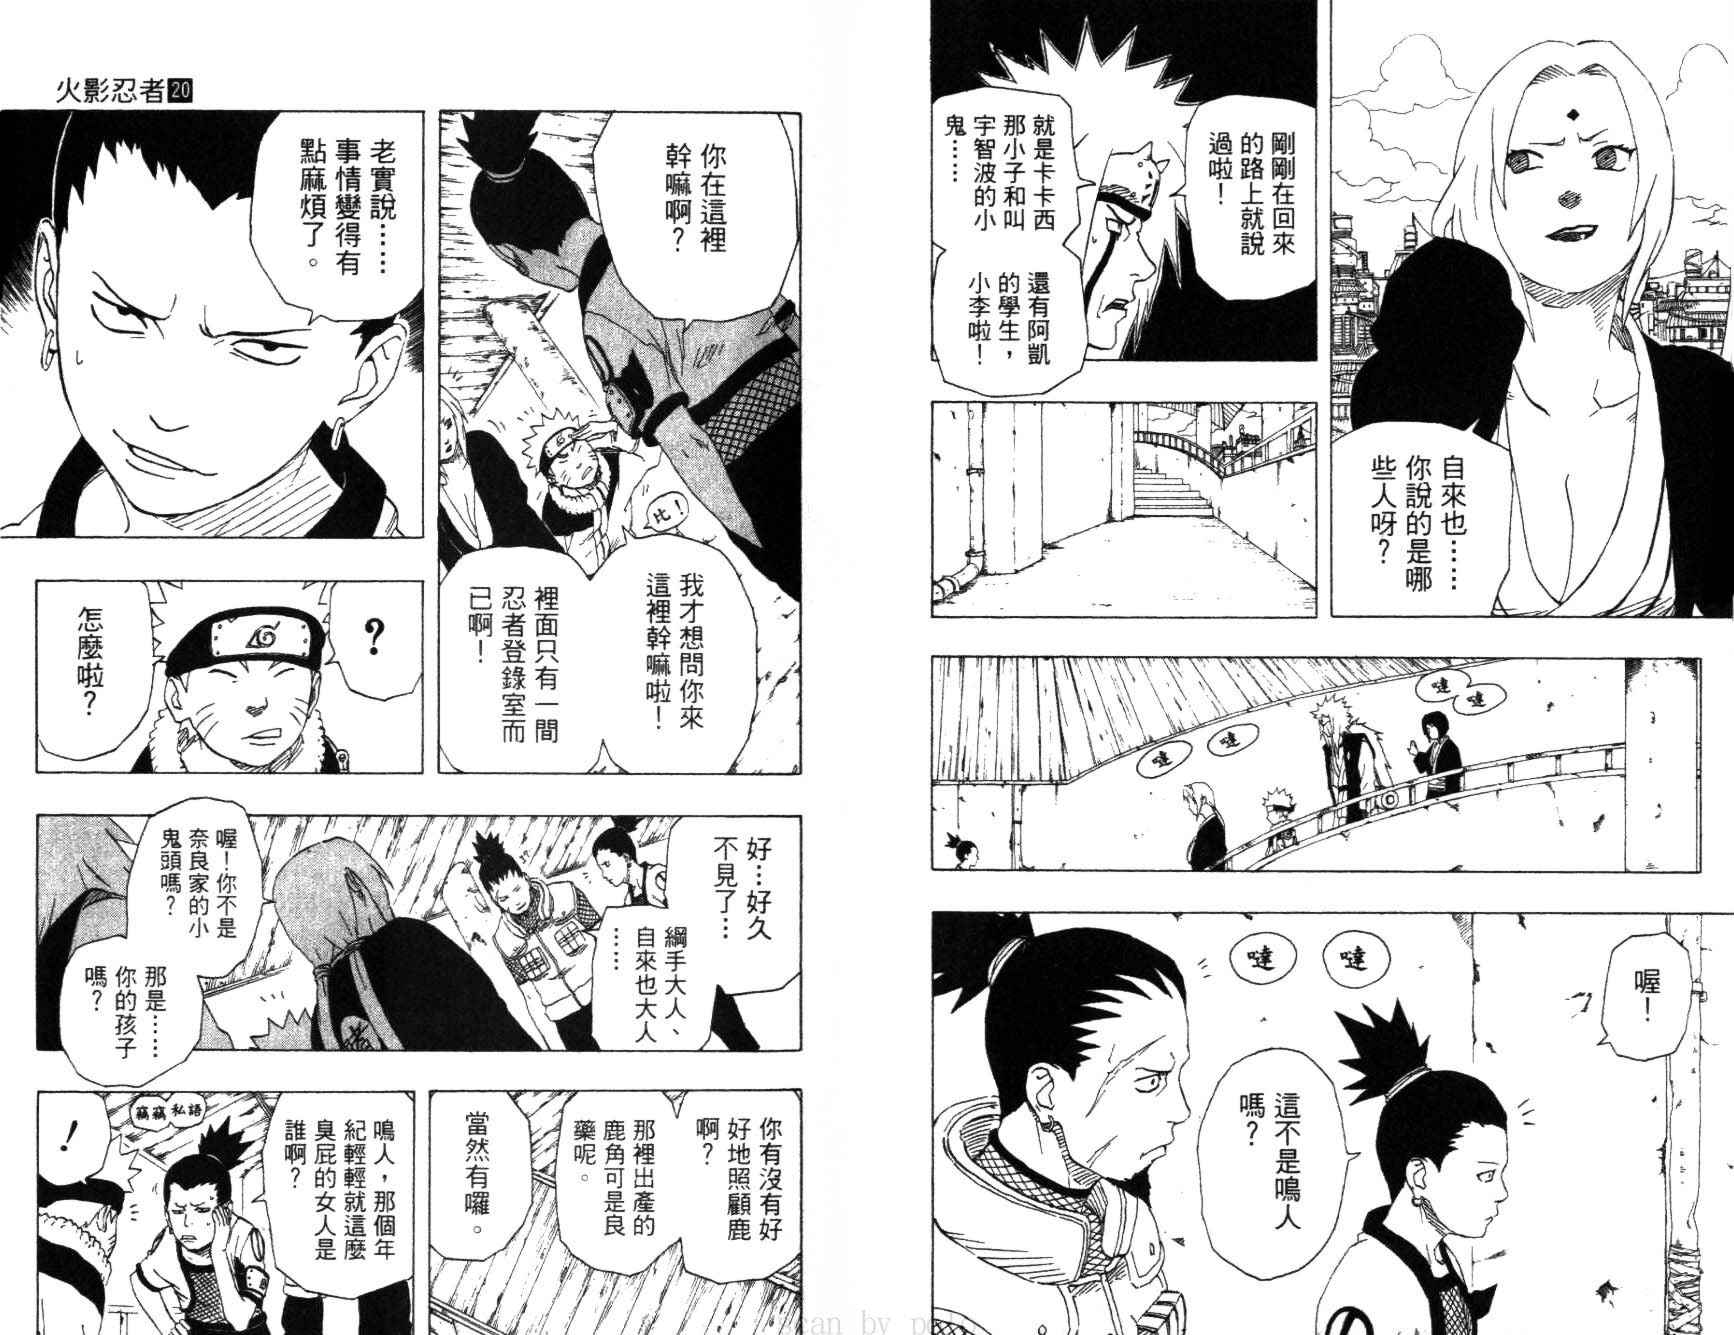 自來也……
你說的是哪
些人呀？
剛剛在回來
的路上就說
過啦！
就是卡卡西
那小子和叫
宇智波的小
鬼……
還有阿凱
的學生，
小李啦！
噠
噠
噠
噠
喔！
噠
噠
這不是鳴人
嗎？
火影忍者20
你在這裡
幹嘛啊？
比！
我才想問你來
這裡幹嘛啦！
裡面只有一間
忍者登錄室而
已啊！
老實說……
事情變得有
點麻煩了。
？
怎麼啦？
好…好久
不見了…
綱手大人、
自來也大人
……
喔！你不是
奈良家的小
鬼頭嗎？
那是……
你的孩子
嗎？
你有沒有好
好地照顧鹿
啊？
那裡出產的
鹿角可是良
藥呢。
當然有囉。
鳴人，那個年
紀輕輕就這麼
臭屁的女人是
誰啊？
竊竊私語
！
scan by